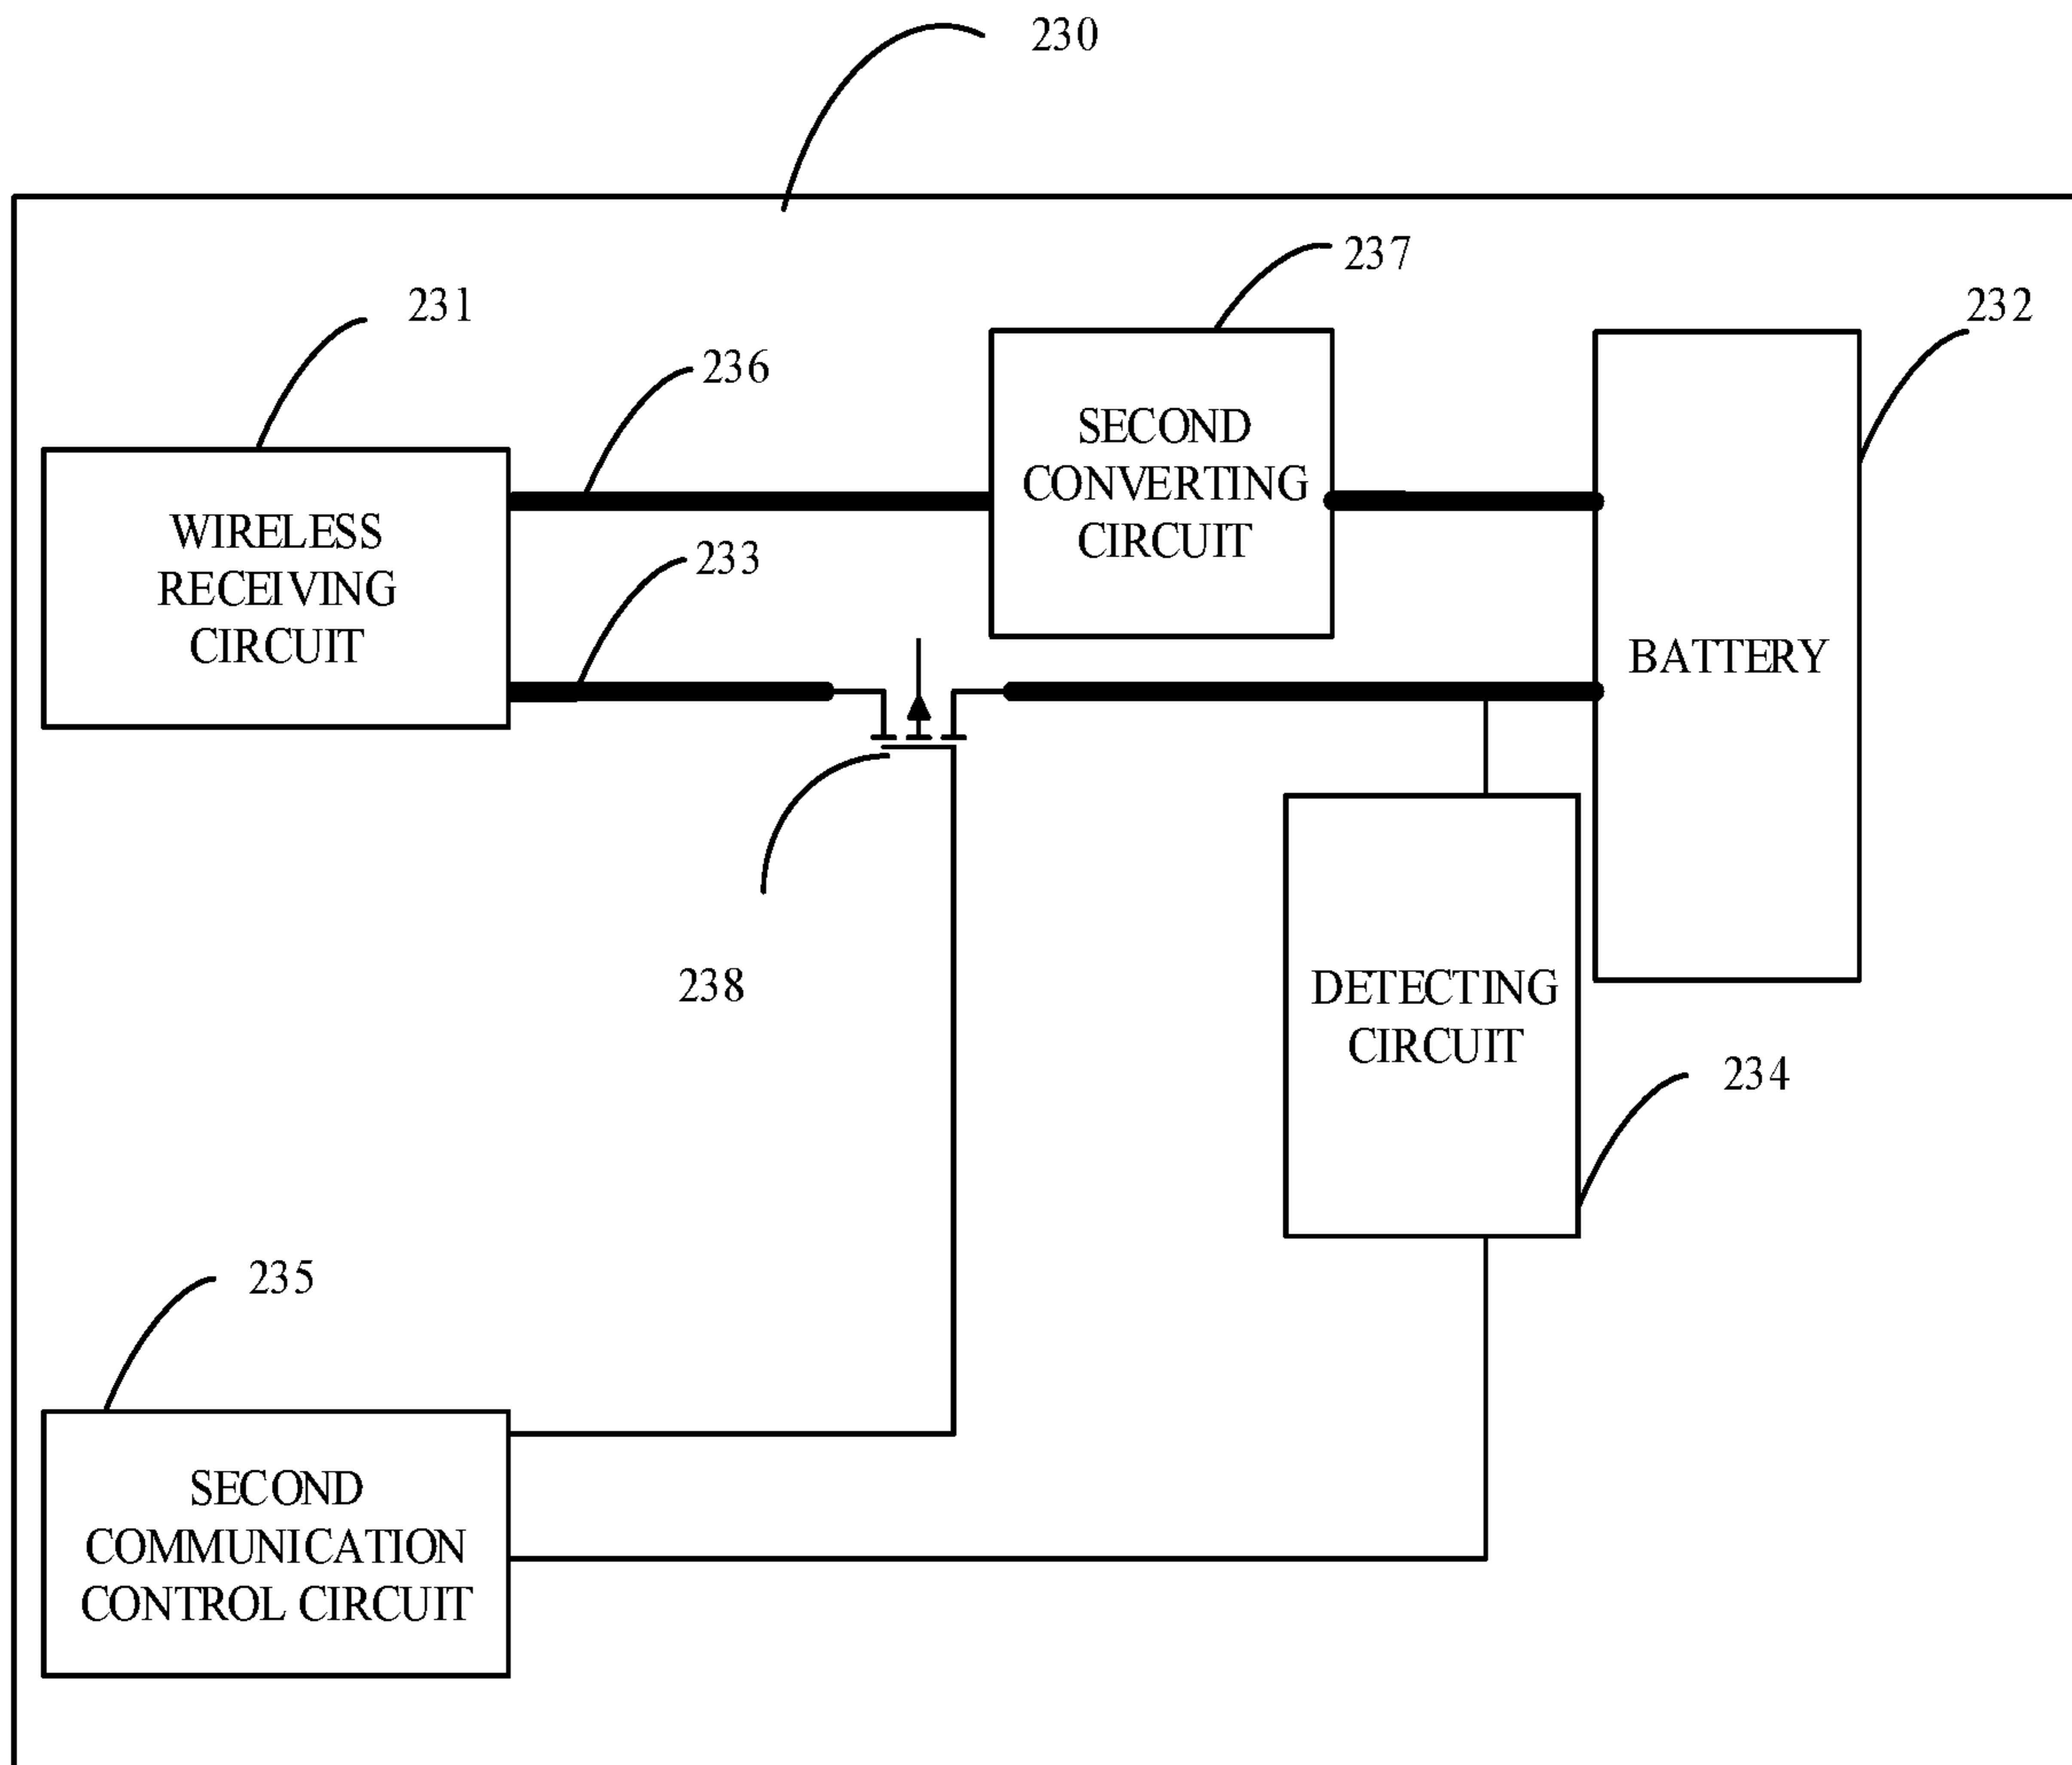 230
237
231
232
236
SECOND
CONVERTING
CIRCUIT
WIRELESS
RECEIVING
CIRCUIT
233
BATTERY
238
DETECTING
CIRCUIT
234
235
SECOND
COMMUNICATION
CONTROL CIRCUIT